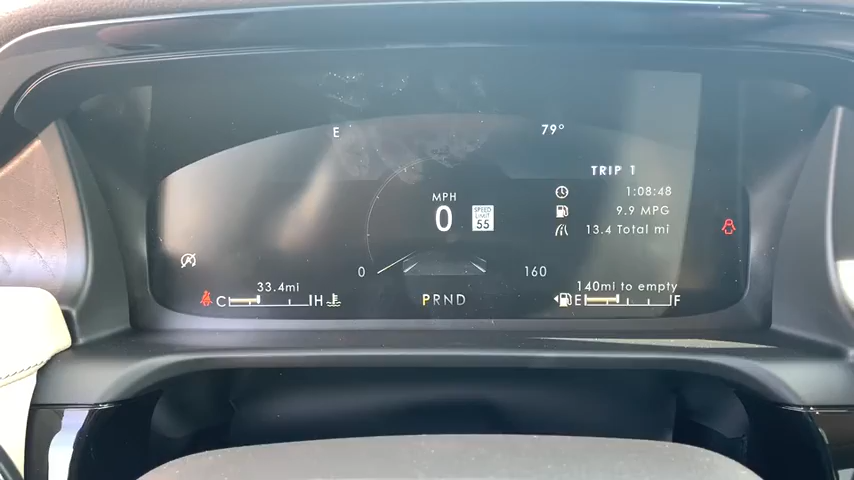 E
79°
TRIP 1
MPH
1:08:48
0
SPEED
LIMIT
55
9.9 MPG
13.4 Total mi
0
160
33.4mi
140mi to empty
C
H
PRND
E
F